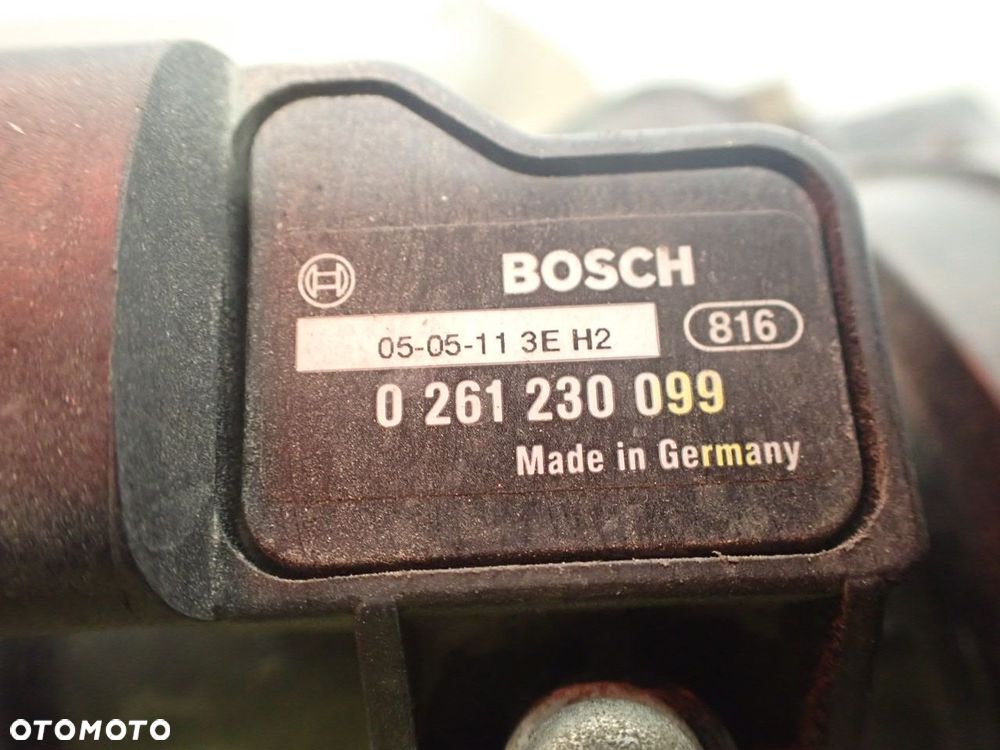 BOSCH
05-05-11 3E H2
816
0 261 230 099
Made in Germany
OTOMOTO